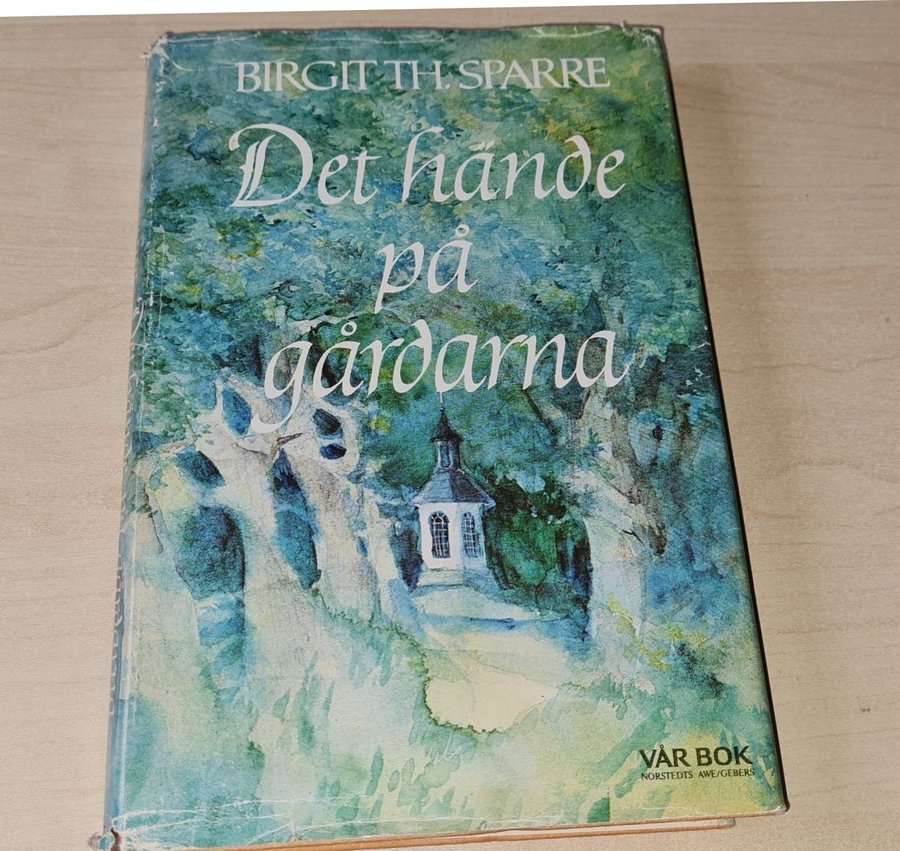 BIRGIT TH. SPARRE
Det hände
på
gårdarna
VÅR BOK
NORSTEDTS AWE/GEBERS